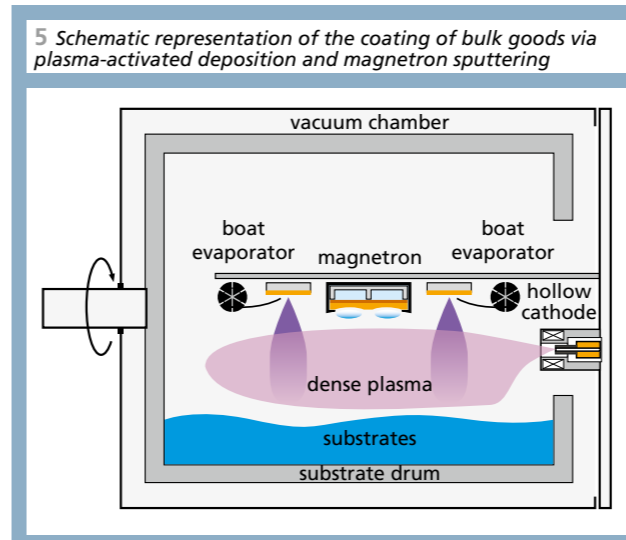 5 Schematic representation of the coating of bulk goods via
plasma-activated deposition and magnetron sputtering
vacuum chamber
boat
evaporator
magnetron
boat
evaporator
hollow
cathode
dense plasma
substrates
substrate drum